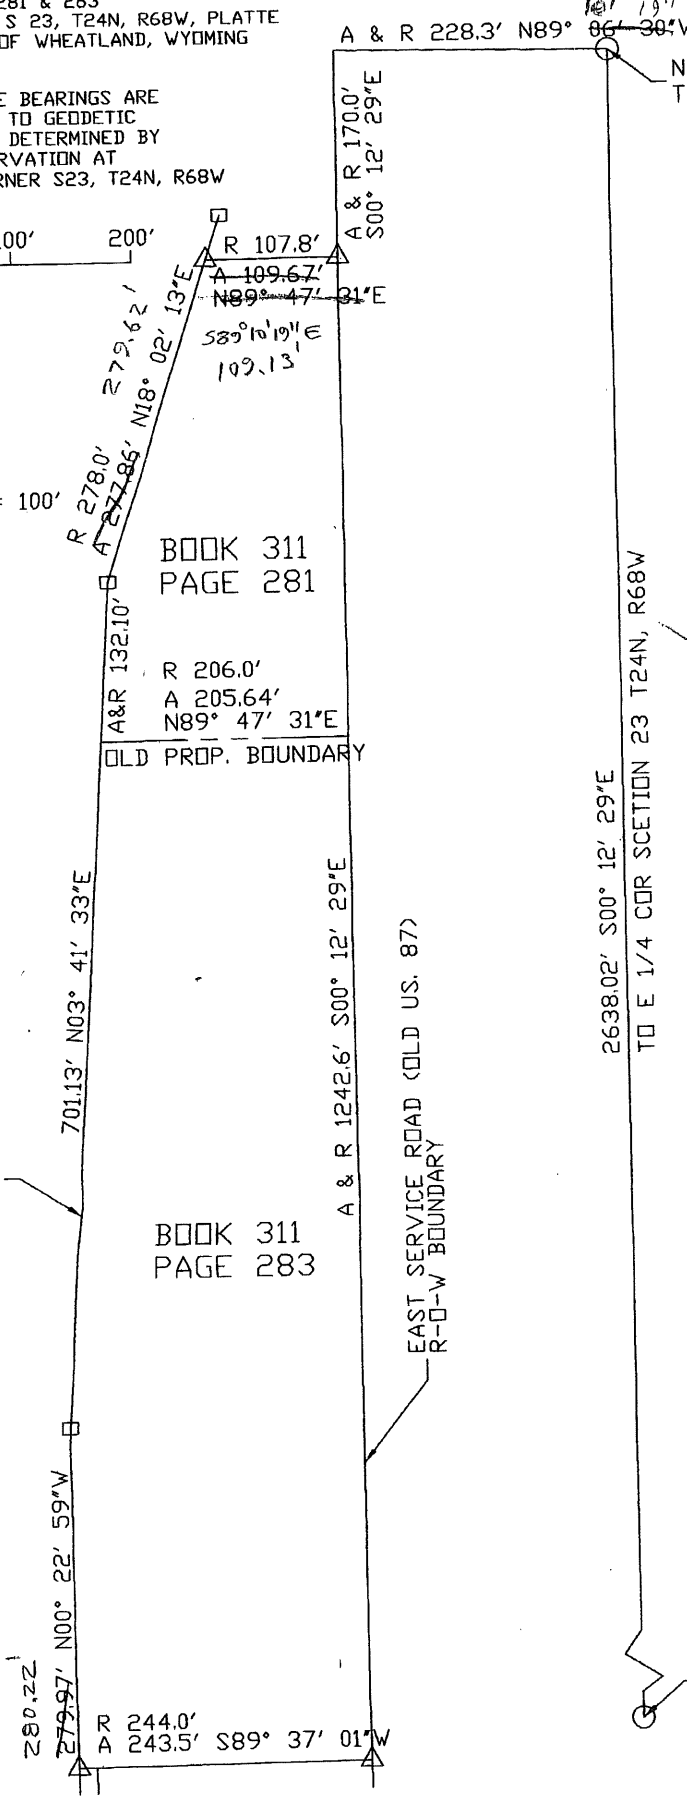 281 & 283
S 23, T24N, R68W, PLATTE
OF WHEATLAND, WYOMING
E BEARINGS ARE
TO GEODETIC
DETERMINED BY
RVATION AT
RNER S23, T24N, R68W
10' 19"
A & R 228.3' N89° 06' 30"W
N
T
A & R 170.0'
S00° 12' 29"E
100' 200'
R 107.8'
A 109.67'
N89° 47' 31"E
S89°10'19"E
109.13'
279.62'
R 278.0'
A 277.86' N18° 02' 13"E
= 100'
BOOK 311
PAGE 281
A&R 132.10'
R 206.0'
A 205.64'
N89° 47' 31"E
OLD PROP. BOUNDARY
701.13' N03° 41' 33"E
A & R 1242.6' S00° 12' 29"E
EAST SERVICE ROAD (OLD US. 87)
R-O-W BOUNDARY
2638.02' S00° 12' 29"E
TO E 1/4 COR SCETION 23 T24N, R68W
BOOK 311
PAGE 283
280.22'
279.97' N00° 22' 59"W
R 244.0'
A 243.5' S89° 37' 01"W